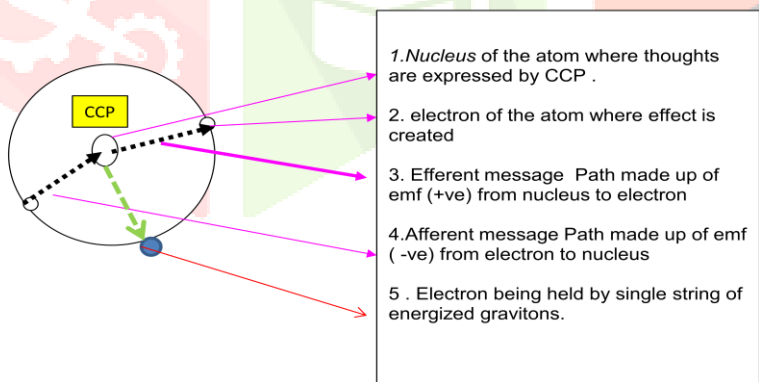 CCP
1.Nucleus of the atom where thoughts
are expressed by CCP .
2. electron of the atom where effect is
created
3. Efferent message Path made up of
emf (+ve) from nucleus to electron
4.Afferent message Path made up of emf
( -ve) from electron to nucleus
5 . Electron being held by single string of
energized gravitons.